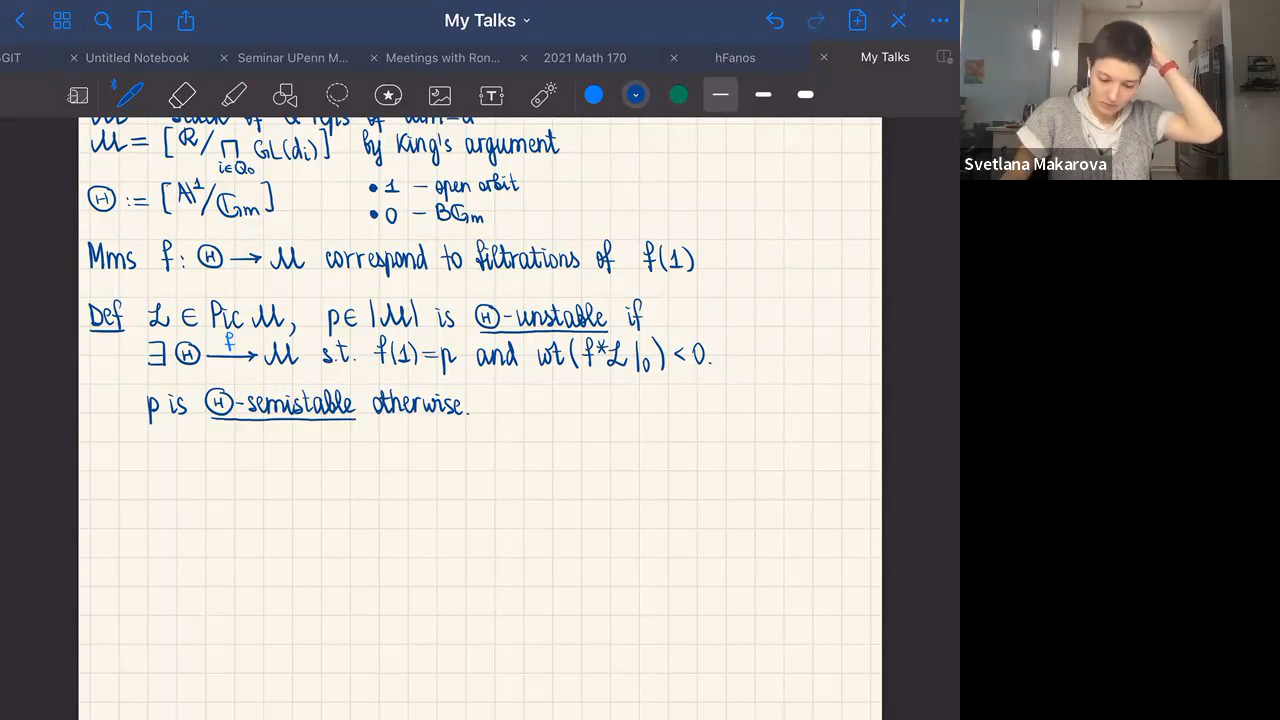 My Talks
GIT
Untitled Notebook
Seminar UPenn M...
Meetings with Ron...
2021 Math 170
hFanos
My Talks
Svetlana Makarova
ℳ = [R/∏ GL(dᵢ)] by King's argument
i∈Q₀
Θ := [𝔸¹/𝔾m]
• 1 – open orbit
• 0 – B𝔾m
Mms f: Θ → ℳ correspond to filtrations of f(1)
Def ℒ ∈ Pic ℳ, p ∈ |ℳ| is Θ-unstable if
∃ Θ →f ℳ s.t. f(1)=p and wt(f*ℒ|₀) < 0.
p is Θ-semistable otherwise.